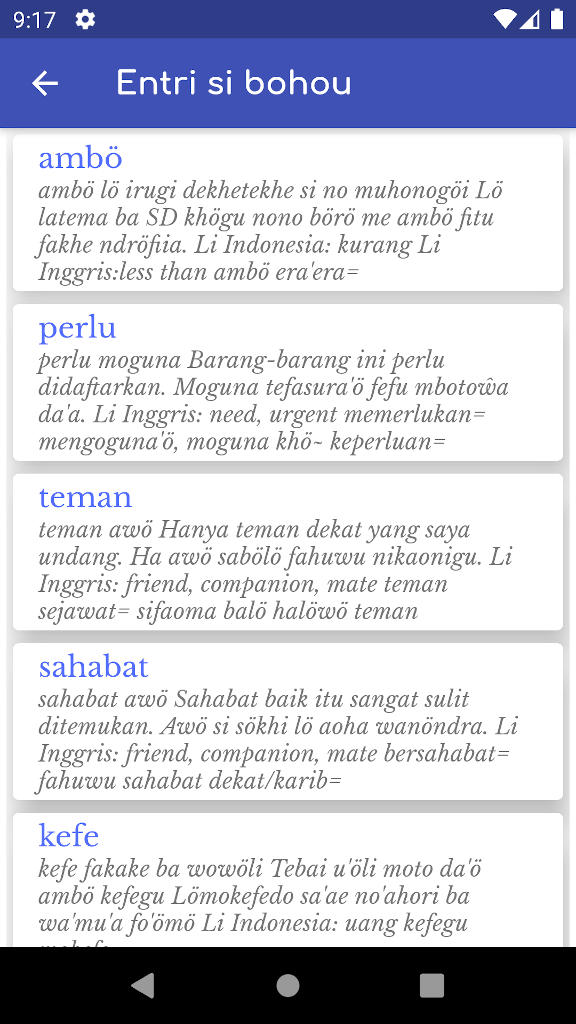 9:17
Entri si bohou
ambö
ambö lö irugi dekhetekhe si no muhonogöi Lö
latema ba SD khögu nono börö me ambö fitu
fakhe ndröfiia. Li Indonesia: kurang Li
Inggris:less than ambö era'era=
perlu
perlu moguna Barang-barang ini perlu
didaftarkan. Moguna tefasura'ö fefu mbotoŵa
da'a. Li Inggris: need, urgent memerlukan=
mengoguna'ö, moguna khö~ keperluan=
teman
teman awö Hanya teman dekat yang saya
undang. Ha awö sabölö fahuwu nikaonigu. Li
Inggris: friend, companion, mate teman
sejawat= sifaoma balö halöwö teman
sahabat
sahabat awö Sahabat baik itu sangat sulit
ditemukan. Awö si sökhi lö aoha wanöndra. Li
Inggris: friend, companion, mate bersahabat=
fahuwu sahabat dekat/karib=
kefe
kefe fakake ba wowöli Tebai u'öli moto da'ö
ambö kefegu Lömokefedo sa'ae no'ahori ba
wa'mu'a fo'ömö Li Indonesia: uang kefegu